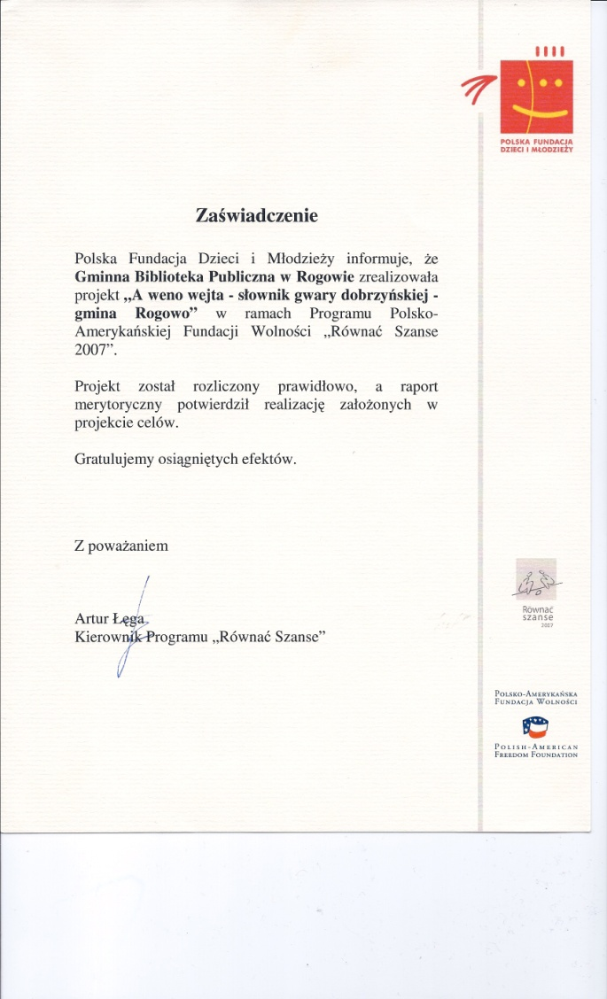 POLSKA FUNDACJA
DZIECI I MŁODZIEŻY
Zaświadczenie
Polska Fundacja Dzieci i Młodzieży informuje, że
Gminna Biblioteka Publiczna w Rogowie zrealizowała
projekt „A weno wejta - słownik gwary dobrzyńskiej -
gmina Rogowo” w ramach Programu Polsko-
Amerykańskiej Fundacji Wolności „Równać Szanse
2007”.
Projekt został rozliczony prawidłowo, a raport
merytoryczny potwierdził realizację założonych w
projekcie celów.
Gratulujemy osiągniętych efektów.
Z poważaniem
Artur Łęga
Kierownik Programu „Równać Szanse”
Równać
szanse
2007
POLSKO-AMERYKAŃSKA
FUNDACJA WOLNOŚCI
POLISH-AMERICAN
FREEDOM FOUNDATION